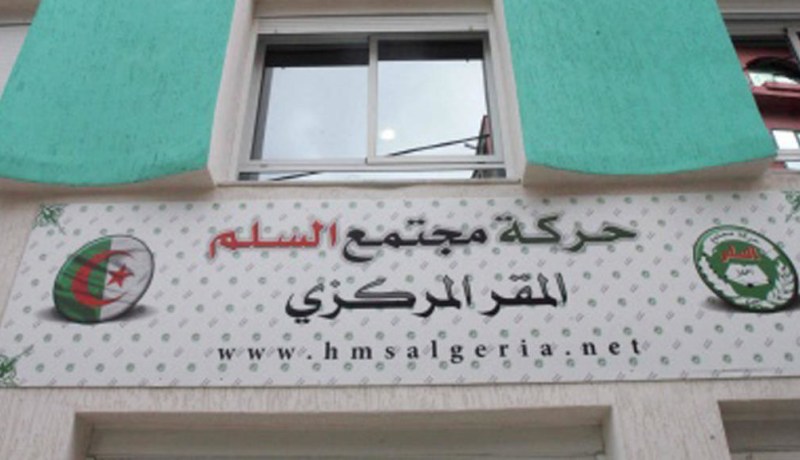 حركة مجتمع السلم
المقر المركزي
www.hmsalgeria.net